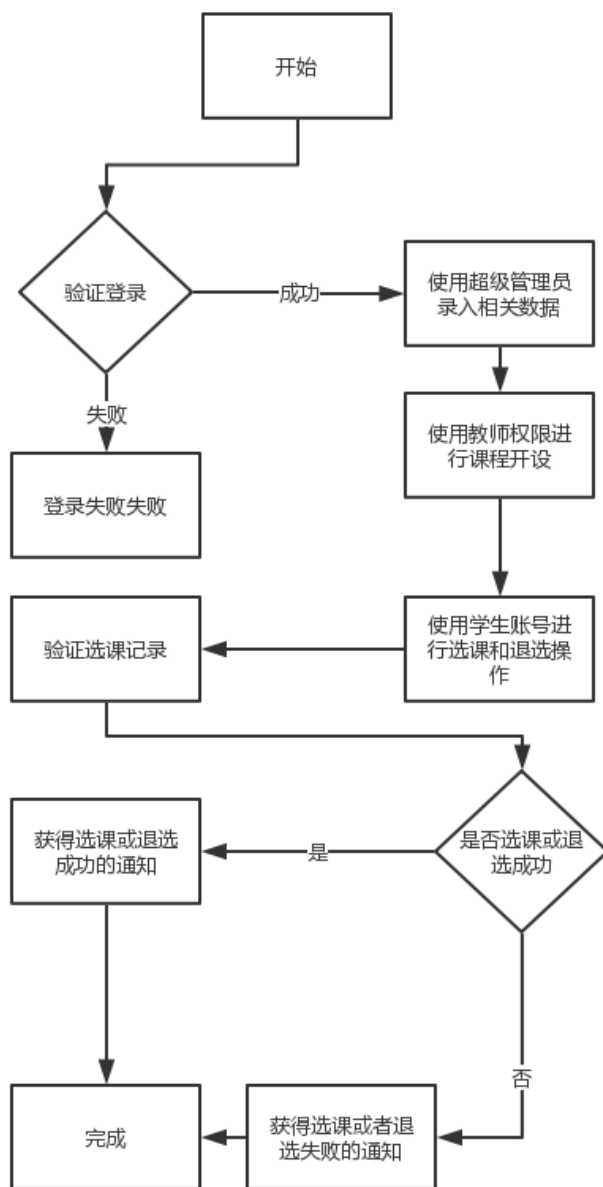 开始
验证登录
成功
使用超级管理员
录入相关数据
失败
使用教师权限进
行课程开设
登录失败失败
验证选课记录
使用学生账号进
行选课和退选操
作
获得选课或退选
成功的通知
是
是否选课或退
选成功
否
完成
获得选课或者退
选失败的通知